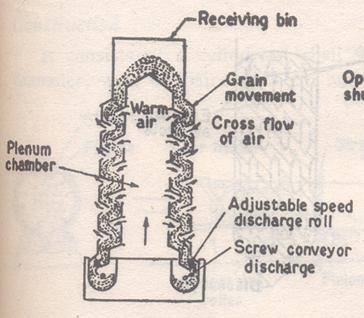 Receiving bin
Grain
movement
Warm
air
Cross flow
of air
Plenum
chamber
Adjustable speed
discharge roll
Screw conveyor
discharge
Op
shu